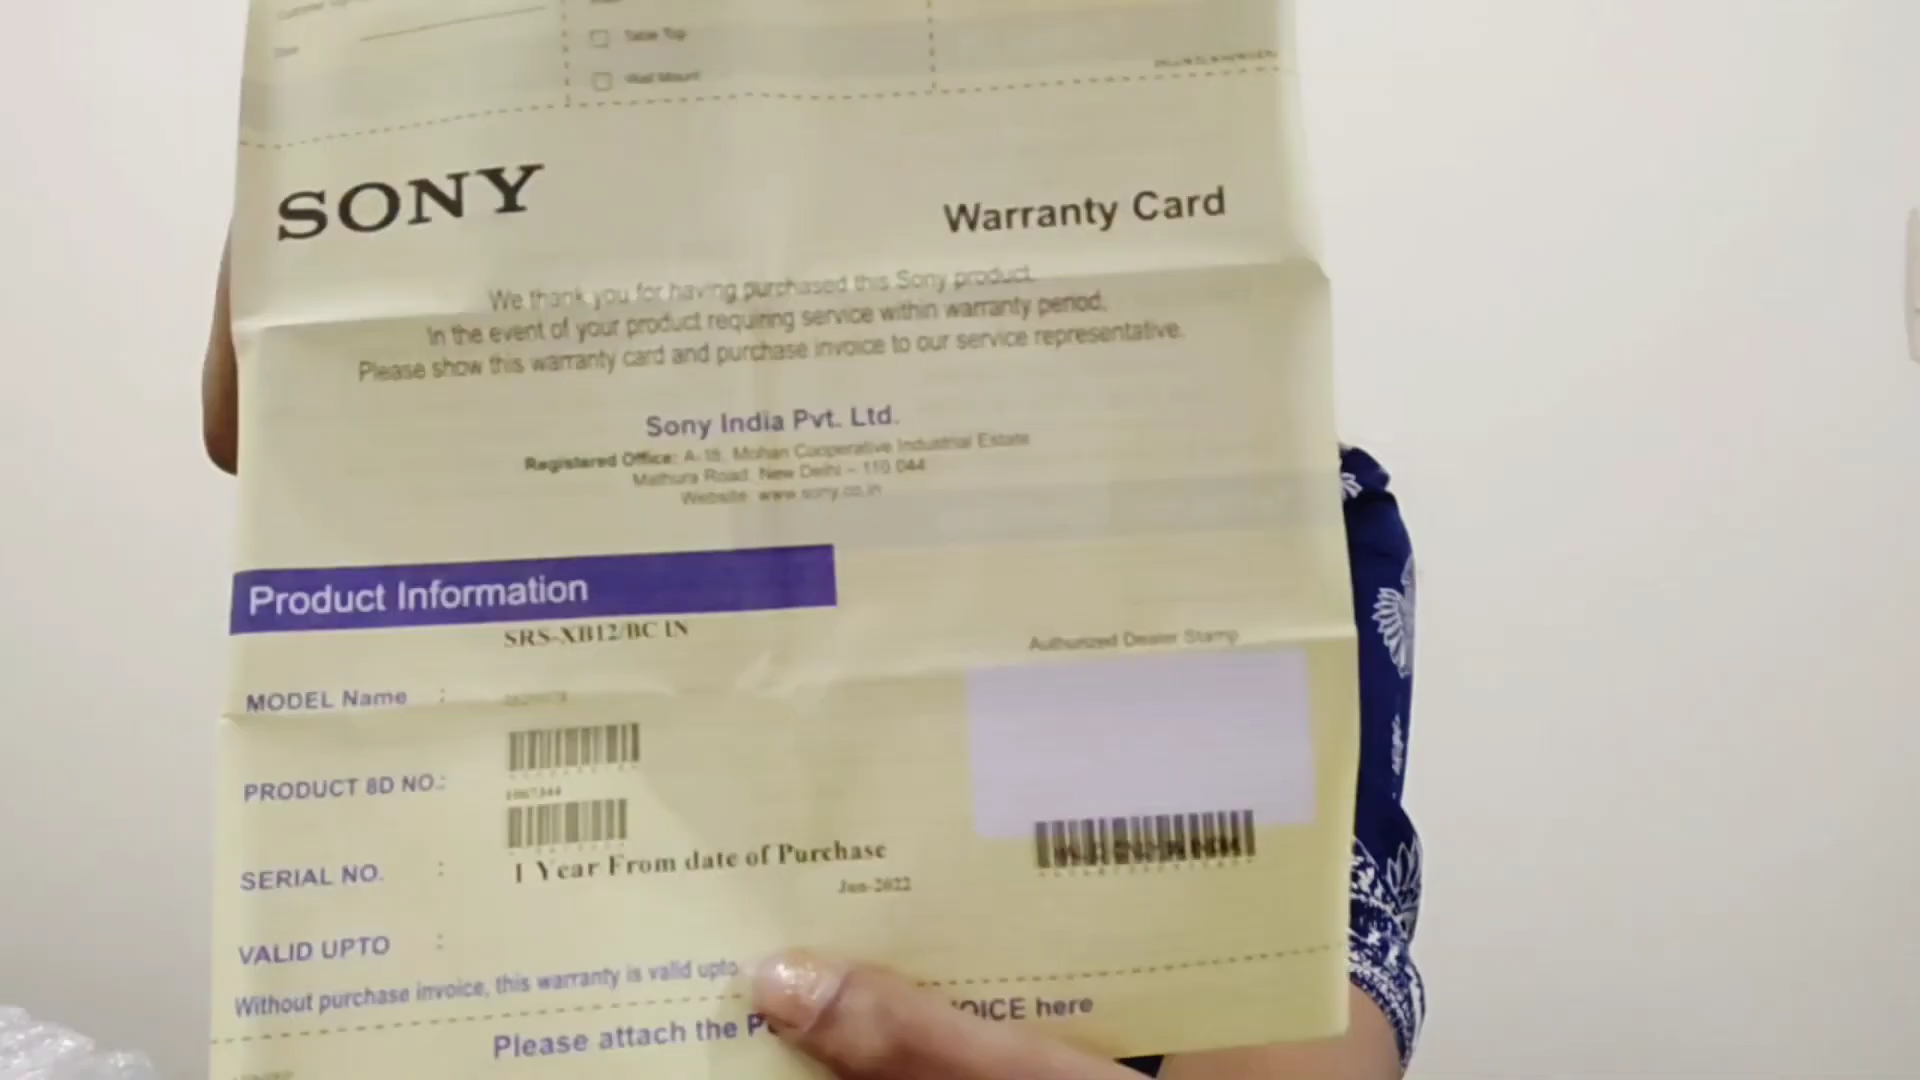 Table Top
Wall Mount
SONY
Warranty Card
We thank you for having purchased this Sony product.
In the event of your product requiring service within warranty period,
Please show this warranty card and purchase invoice to our service representative.
Sony India Pvt. Ltd.
Registered Office: A-18, Mohan Cooperative Industrial Estate
Mathura Road, New Delhi – 110 044
Website: www.sony.co.in
Product Information
SRS-XB12/BC IN
Authorized Dealer Stamp
MODEL Name :
PRODUCT 8D NO.:
SERIAL NO. :
1 Year From date of Purchase
VALID UPTO :
Without purchase invoice, this warranty is valid upto
Please attach the P
OICE here